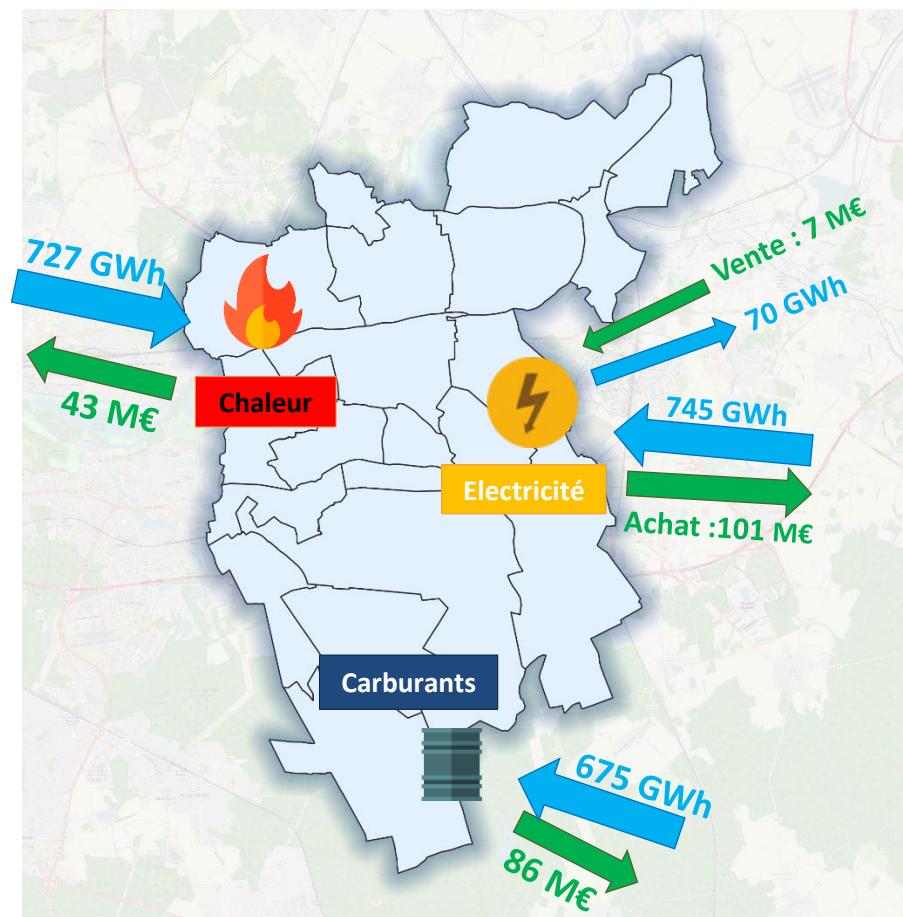 727 GWh
43 M€
Chaleur
Vente : 7 M€
70 GWh
745 GWh
Electricité
Achat :101 M€
Carburants
675 GWh
86 M€